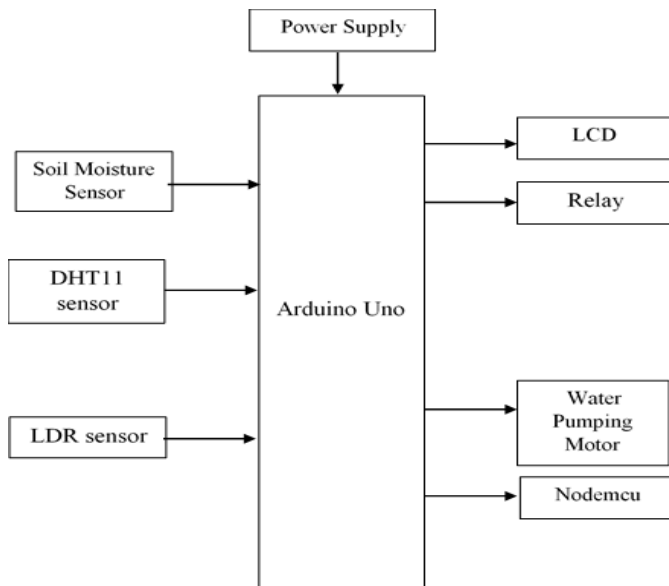 Power Supply
LCD
Soil Moisture
Sensor
Relay
DHT11
sensor
Arduino Uno
Water
Pumping
Motor
LDR sensor
Nodemcu